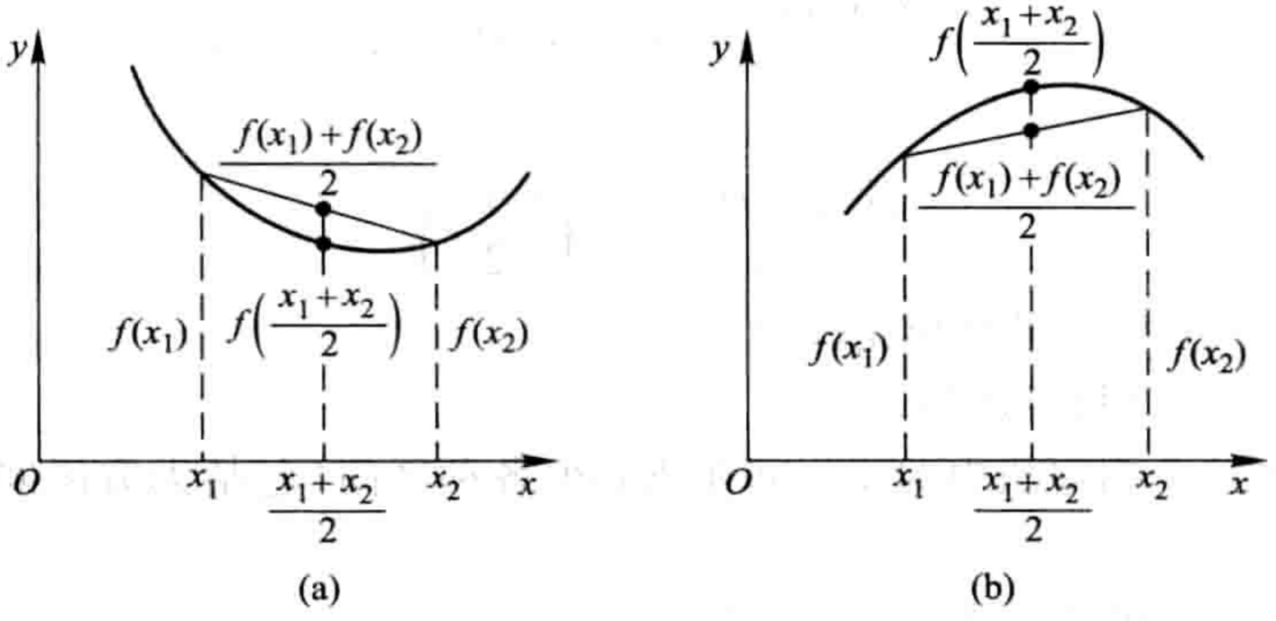 y
f(x₁)+f(x₂)
2
f(x₁)
f(
x₁+x₂
2
)
f(x₂)
O
x₁
x₁+x₂
2
x₂
x
(a)
y
f(
x₁+x₂
2
)
f(x₁)+f(x₂)
2
f(x₁)
f(x₂)
O
x₁
x₁+x₂
2
x₂
x
(b)